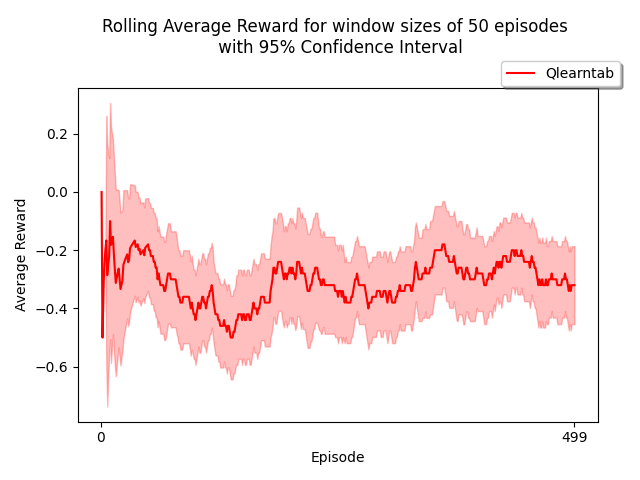 Rolling Average Reward for window sizes of 50 episodes
with 95% Confidence Interval
Qlearntab
0.2
0.0
−0.2
−0.4
−0.6
Average Reward
0
499
Episode